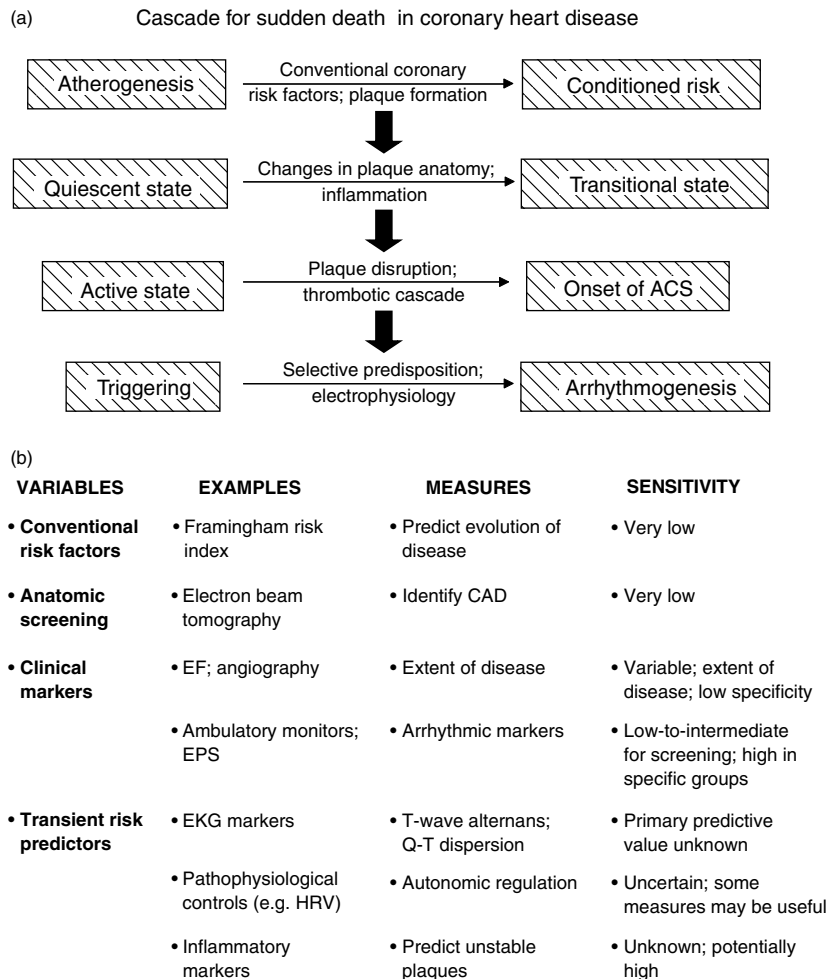 (a)
Cascade for sudden death in coronary heart disease
Atherogenesis
Conventional coronary
risk factors; plaque formation
Conditioned risk
Quiescent state
Changes in plaque anatomy;
inflammation
Transitional state
Active state
Plaque disruption;
thrombotic cascade
Onset of ACS
Triggering
Selective predisposition;
electrophysiology
Arrhythmogenesis
(b)
VARIABLES
EXAMPLES
MEASURES
SENSITIVITY
• Conventional
risk factors
• Framingham risk
index
• Predict evolution of
disease
• Very low
• Anatomic
screening
• Electron beam
tomography
• Identify CAD
• Very low
• Clinical
markers
• EF; angiography
• Extent of disease
• Variable; extent of
disease; low specificity
• Ambulatory monitors;
EPS
• Arrhythmic markers
• Low-to-intermediate
for screening; high in
specific groups
• Transient risk
predictors
• EKG markers
• T-wave alternans;
Q-T dispersion
• Primary predictive
value unknown
• Pathophysiological
controls (e.g. HRV)
• Autonomic regulation
• Uncertain; some
measures may be useful
• Inflammatory
markers
• Predict unstable
plaques
• Unknown; potentially
high